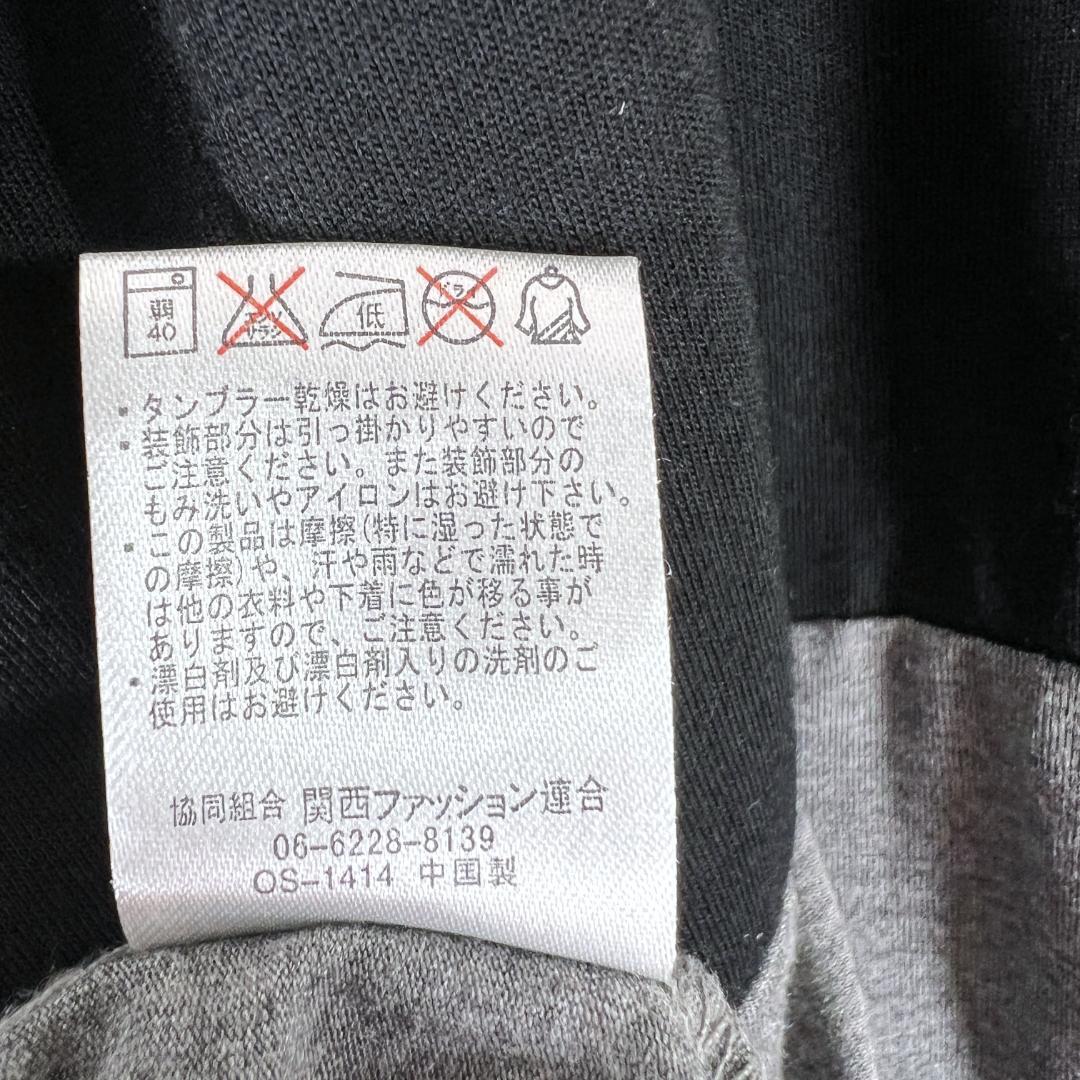 弱
40
エンソ
サラシ
低
ドライ
・タンブラー乾燥はお避けください。
・装飾部分は引っ掛かりやすいので
ご注意ください。また装飾部分の
もみ洗いやアイロンはお避け下さい。
・この製品は摩擦(特に湿った状態で
の摩擦)や、汗や雨などで濡れた時
は他の衣料や下着に色が移る事が
あります。ので、ご注意ください。
・漂白剤及び漂白剤入りの洗剤のご
使用はお避けください。
協同組合 関西ファッション連合
06-6228-8139
OS-1414 中国製